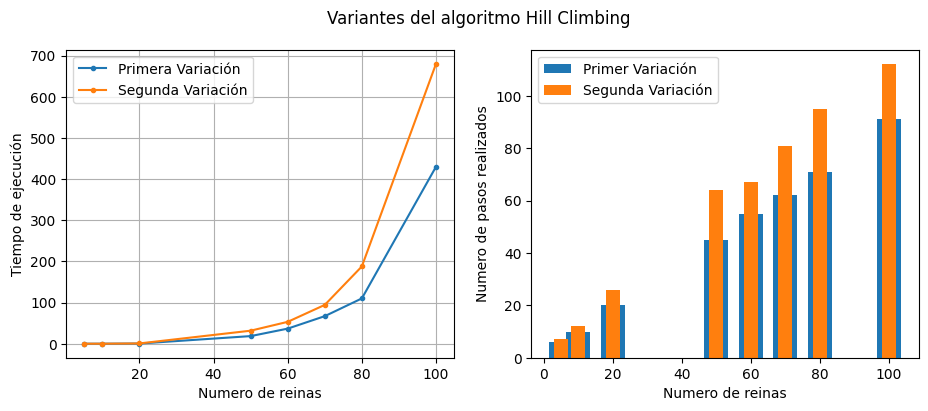 Variantes del algoritmo Hill Climbing
700
600
500
400
300
200
100
0
Tiempo de ejecución
Primera Variación
Segunda Variación
20
40
60
80
100
Numero de reinas
100
80
60
40
20
0
Numero de pasos realizados
Primer Variación
Segunda Variación
0
20
40
60
80
100
Numero de reinas